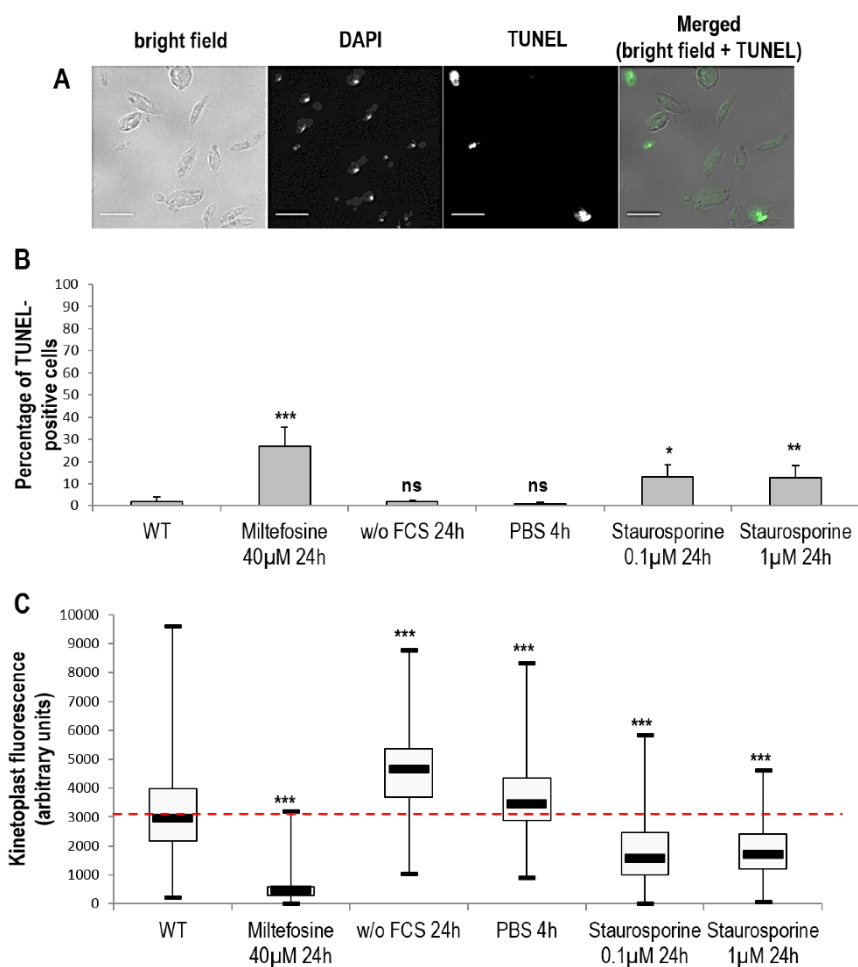 bright field DAPI TUNEL Merged
(bright field + TUNEL)
A
B
Percentage of TUNEL-
positive cells
100
90
80
70
60
50
40
30
20
10
0
***
ns
ns
*
**
WT Miltefosine w/o FCS 24h PBS 4h Staurosporine Staurosporine
40µM 24h 0.1µM 24h 1µM 24h
C
Kinetoplast fluorescence
(arbitrary units)
10000
9000
8000
7000
6000
5000
4000
3000
2000
1000
0
***
***
***
***
***
WT Miltefosine w/o FCS 24h PBS 4h Staurosporine Staurosporine
40µM 24h 0.1µM 24h 1µM 24h